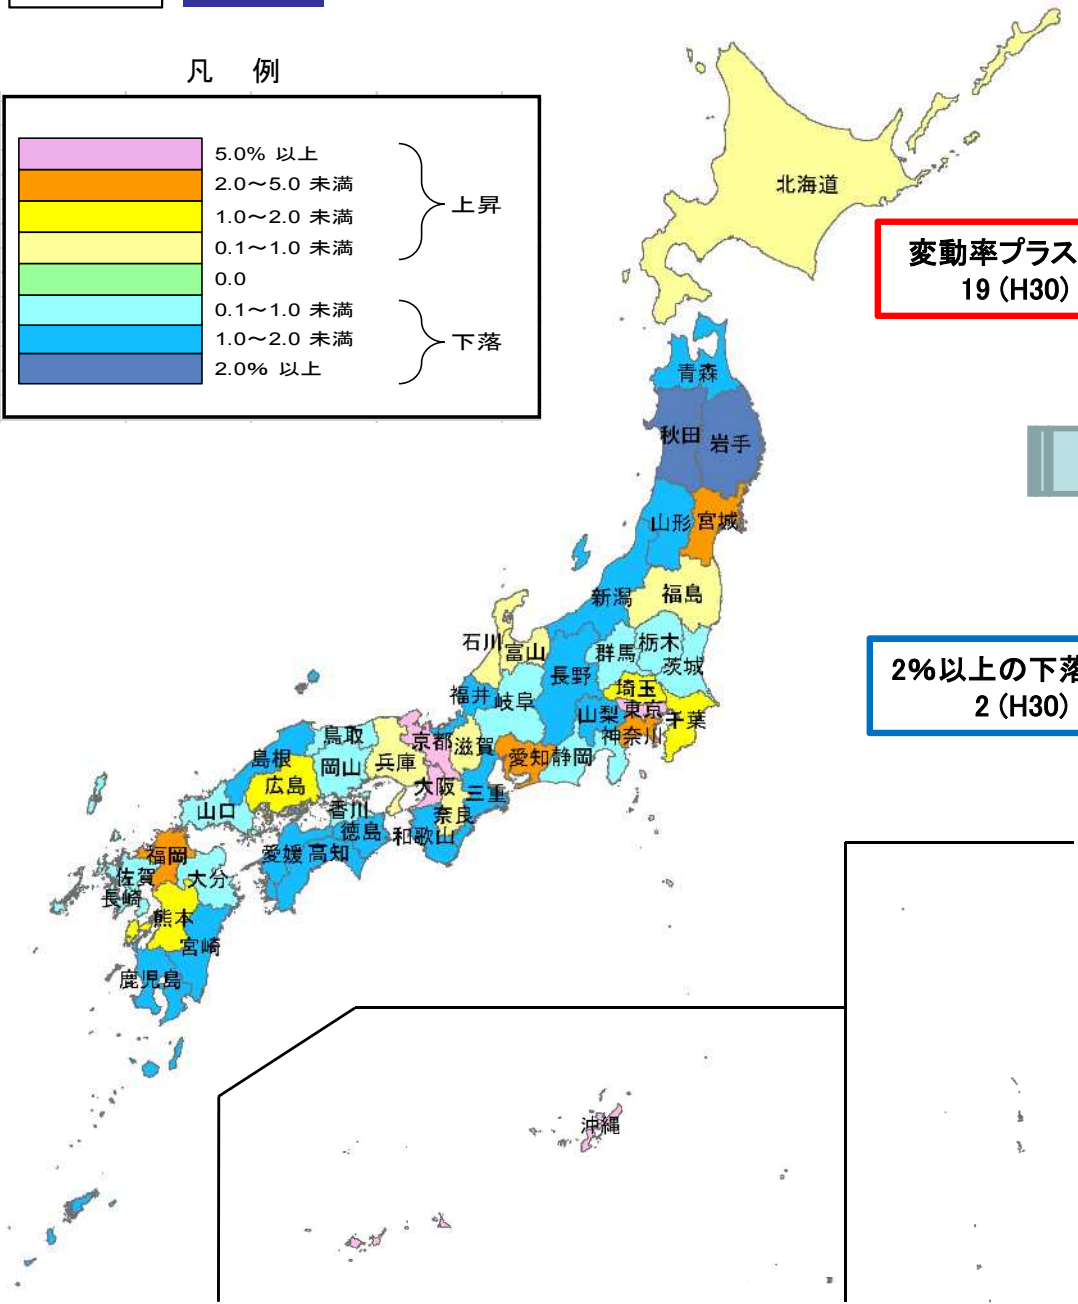 凡 例
5.0% 以上
2.0～5.0 未満
1.0～2.0 未満
0.1～1.0 未満
上昇
0.0
0.1～1.0 未満
1.0～2.0 未満
2.0% 以上
下落
北海道
変動率プラス
19 (H30)
青森
秋田
岩手
山形
宮城
新潟
福島
石川
富山
群馬
栃木
茨城
長野
福井
岐阜
埼玉
東京
千葉
山梨
神奈川
2%以上の下落
2 (H30)
鳥取
京都
滋賀
愛知
静岡
島根
岡山
兵庫
広島
大阪
三重
山口
香川
奈良
徳島
和歌山
福岡
愛媛
高知
佐賀
大分
長崎
熊本
宮崎
鹿児島
沖縄